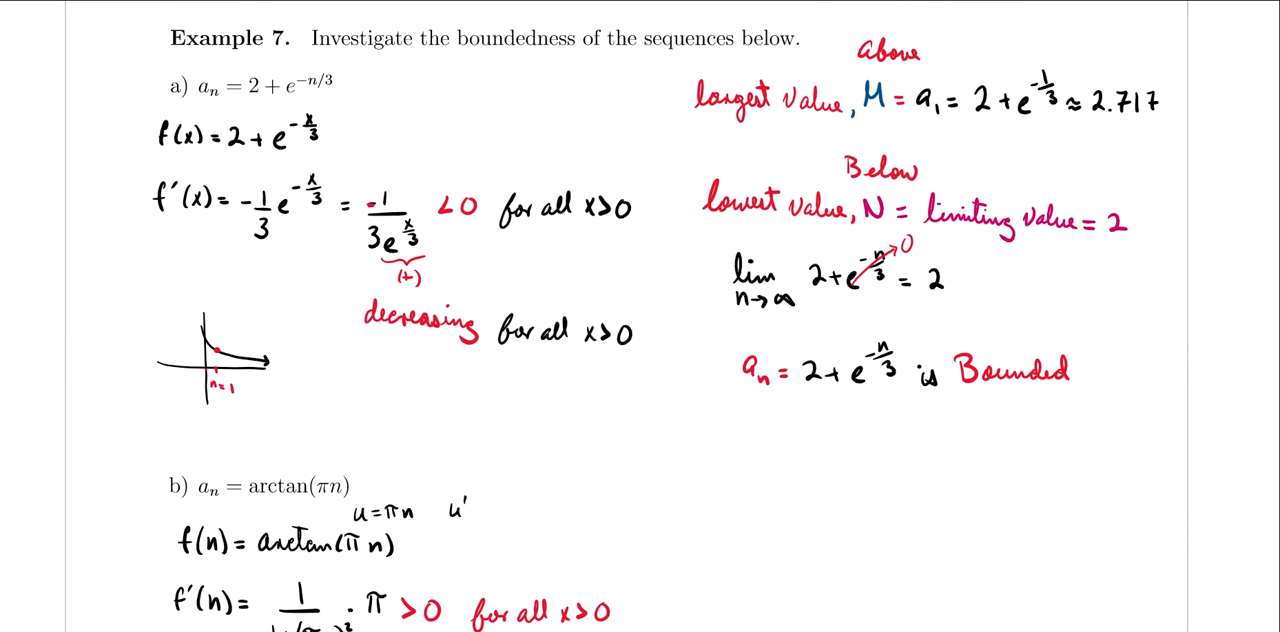 Example 7. Investigate the boundedness of the sequences below.
a) aₙ = 2 + e^{−n/3}
f(x) = 2 + e^{-x/3}
f'(x) = -1/3 e^{-x/3} = -1/(3e^{x/3}) < 0 for all x>0
(+)
decreasing for all x>0
n=1
above
largest value, M = a₁ = 2 + e^{-1/3} ≈ 2.717
Below
lowest value, N = limiting value = 2
lim n→∞ 2 + e^{-n/3} → 0 = 2
aₙ = 2 + e^{-n/3} is Bounded
b) aₙ = arctan(πn)
u = πn u'
f(n) = arctan(π n)
f'(n) = 1 · π > 0 for all x>0